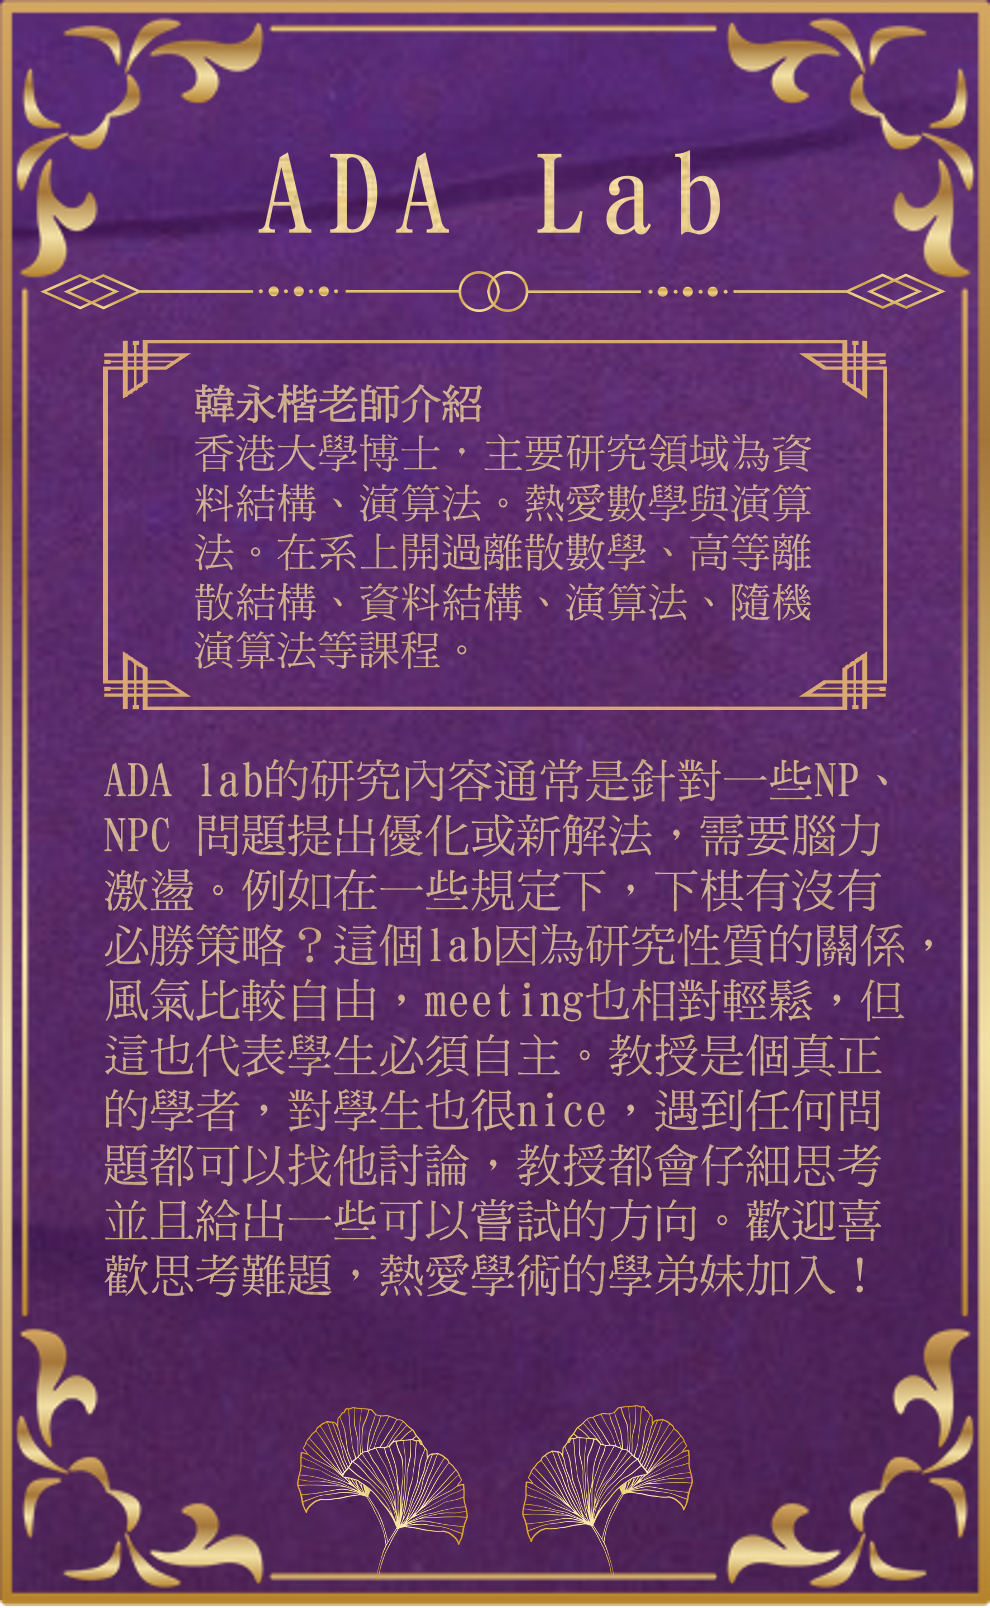 ADA Lab
韓永楷老師介紹
香港大學博士，主要研究領域為資
料結構、演算法。熱愛數學與演算
法。在系上開過離散數學、高等離
散結構、資料結構、演算法、隨機
演算法等課程。
ADA lab的研究內容通常是針對一些NP、
NPC 問題提出優化或新解法，需要腦力
激盪。例如在一些規定下，下棋有沒有
必勝策略？這個lab因為研究性質的關係，
風氣比較自由，meeting也相對輕鬆，但
這也代表學生必須自主。教授是個真正
的學者，對學生也很nice，遇到任何問
題都可以找他討論，教授都會仔細思考
並且給出一些可以嘗試的方向。歡迎喜
歡思考難題，熱愛學術的學弟妹加入！